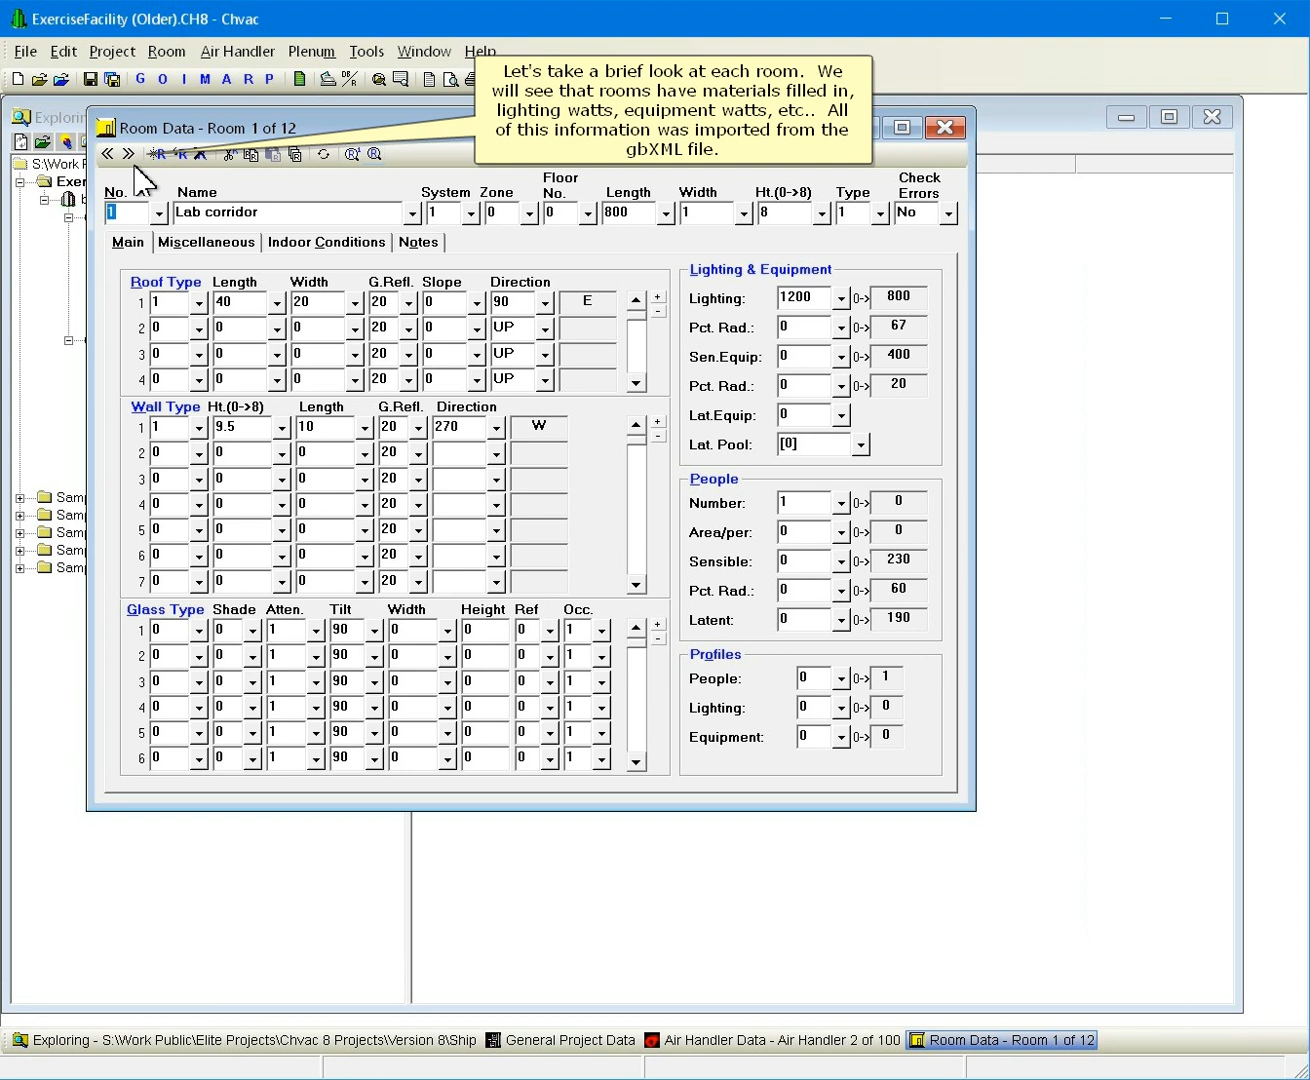 ExerciseFacility (Older).CH8 - Chvac
File Edit Project Room Air Handler Plenum Tools Window Help
G O I M A R P
Let's take a brief look at each room. We
will see that rooms have materials filled in,
lighting watts, equipment watts, etc.. All
of this information was imported from the
gbXML file.
Room Data - Room 1 of 12
S:\Work
Exer
Sam
Sam
Sam
Sam
Sam
No. Name System Zone Floor No. Length Width Ht.(0->8) Type Check Errors
1 Lab corridor 1 0 0 800 1 8 1 No
Main Miscellaneous Indoor Conditions Notes
Roof Type Length Width G.Refl. Slope Direction
1 1 40 20 20 0 90 E
2 0 0 0 20 0 UP
3 0 0 0 20 0 UP
4 0 0 0 20 0 UP
Wall Type Ht.(0->8) Length G.Refl. Direction
1 1 9.5 10 20 270 W
2 0 0 0 20
3 0 0 0 20
4 0 0 0 20
5 0 0 0 20
6 0 0 0 20
7 0 0 0 20
Glass Type Shade Atten. Tilt Width Height Ref Occ.
1 0 0 1 90 0 0 0 1
2 0 0 1 90 0 0 0 1
3 0 0 1 90 0 0 0 1
4 0 0 1 90 0 0 0 1
5 0 0 1 90 0 0 0 1
6 0 0 1 90 0 0 0 1
Lighting & Equipment
Lighting: 1200 0-> 800
Pct. Rad.: 0 0-> 67
Sen.Equip: 0 0-> 400
Pct. Rad.: 0 0-> 20
Lat.Equip: 0
Lat. Pool: [0]
People
Number: 1 0-> 0
Area/per: 0 0-> 0
Sensible: 0 0-> 230
Pct. Rad.: 0 0-> 60
Latent: 0 0-> 190
Profiles
People: 0 0-> 1
Lighting: 0 0-> 0
Equipment: 0 0-> 0
Exploring - S:\Work Public\Elite Projects\Chvac 8 Projects\Version 8\Ship General Project Data Air Handler Data - Air Handler 2 of 100 Room Data - Room 1 of 12